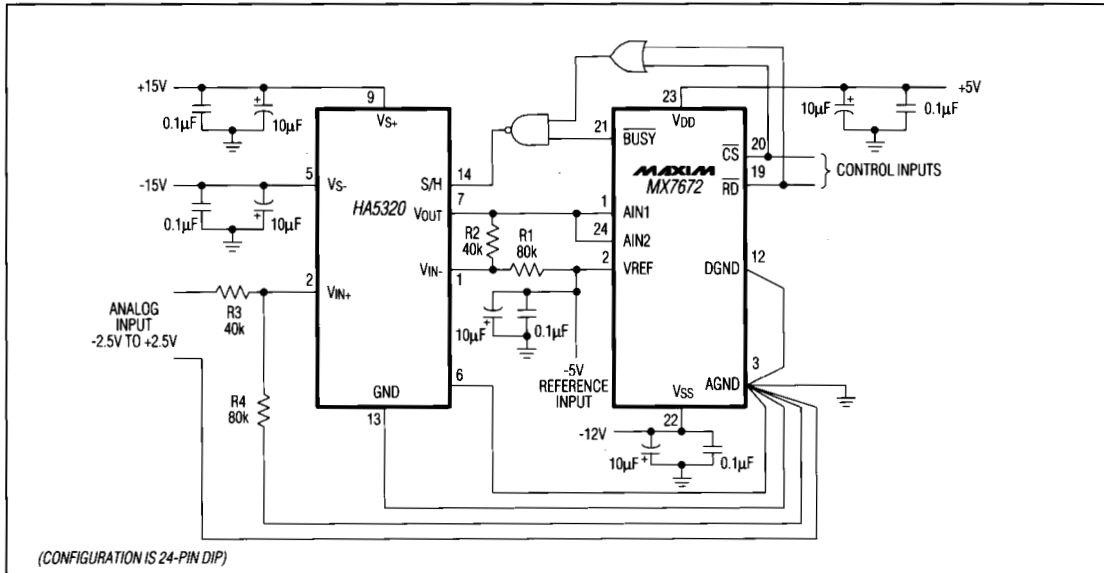 +15V
0.1µF
10µF
9
VS+
-15V
0.1µF
10µF
5
VS-
HA5320
14
S/H
7
VOUT
VIN-
1
2
VIN+
ANALOG
INPUT
-2.5V TO +2.5V
R3
40k
R4
80k
6
GND
13
R2
40k
R1
80k
10µF
0.1µF
-5V
REFERENCE
INPUT
23
VDD
21
BUSY
MAXIM
MX7672
20
CS
19
RD
CONTROL INPUTS
10µF
0.1µF
+5V
1
AIN1
24
AIN2
2
VREF
12
DGND
3
AGND
VSS
22
-12V
10µF
0.1µF
(CONFIGURATION IS 24-PIN DIP)